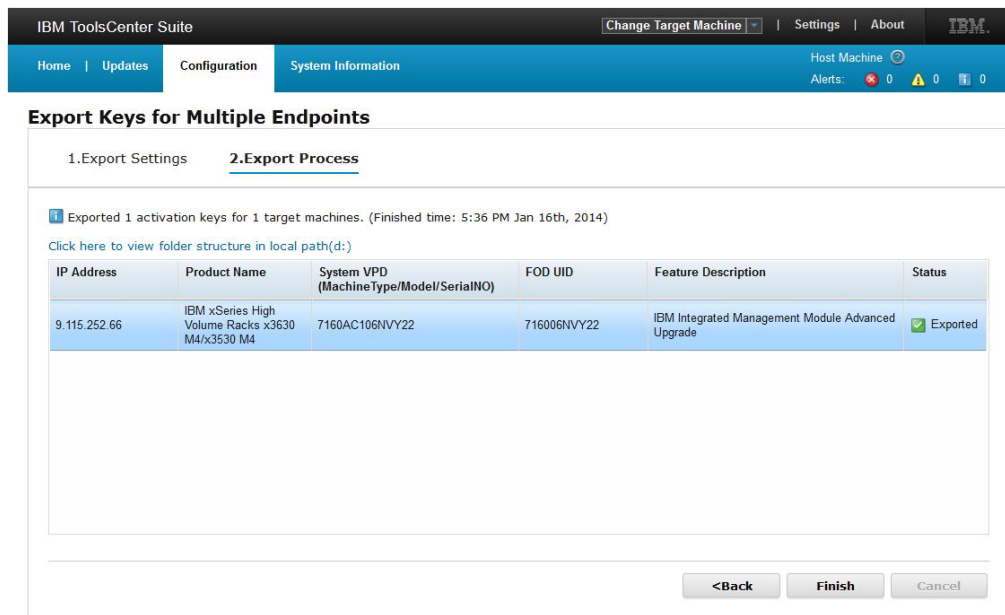 IBM ToolsCenter Suite
Change Target Machine | Settings | About IBM.
Home | Updates Configuration System Information
Host Machine ?
Alerts: 0 0 0
Export Keys for Multiple Endpoints
1.Export Settings 2.Export Process
Exported 1 activation keys for 1 target machines. (Finished time: 5:36 PM Jan 16th, 2014)
Click here to view folder structure in local path(d:)
IP Address Product Name System VPD FOD UID Feature Description Status
(MachineType/Model/SerialNO)
IBM xSeries High
9.115.252.66 Volume Racks x3630 7160AC106NVY22 716006NVY22 IBM Integrated Management Module Advanced Exported
M4/x3530 M4 Upgrade
<Back Finish Cancel